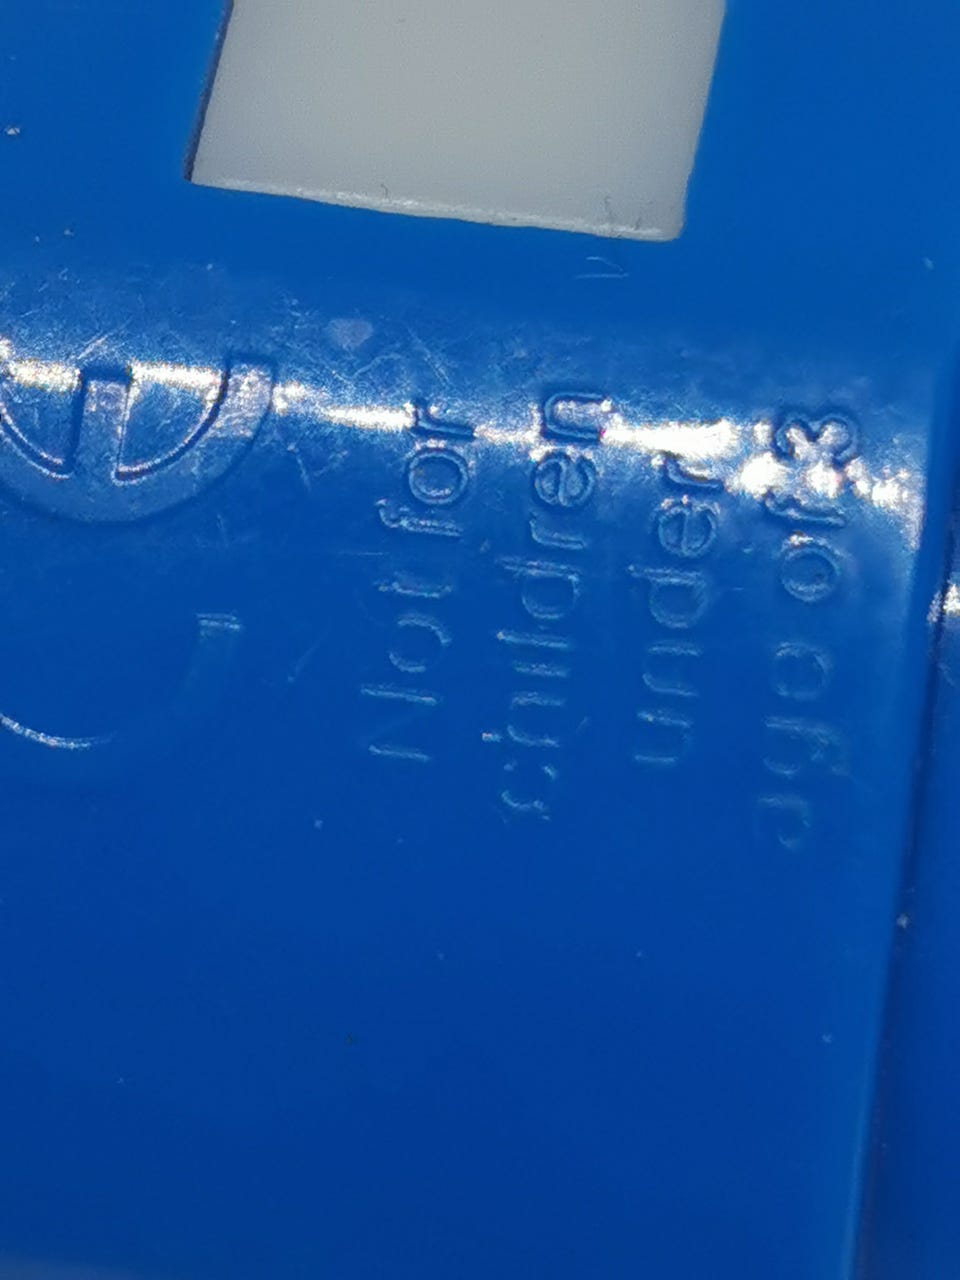 Not for
children
under
age of 3